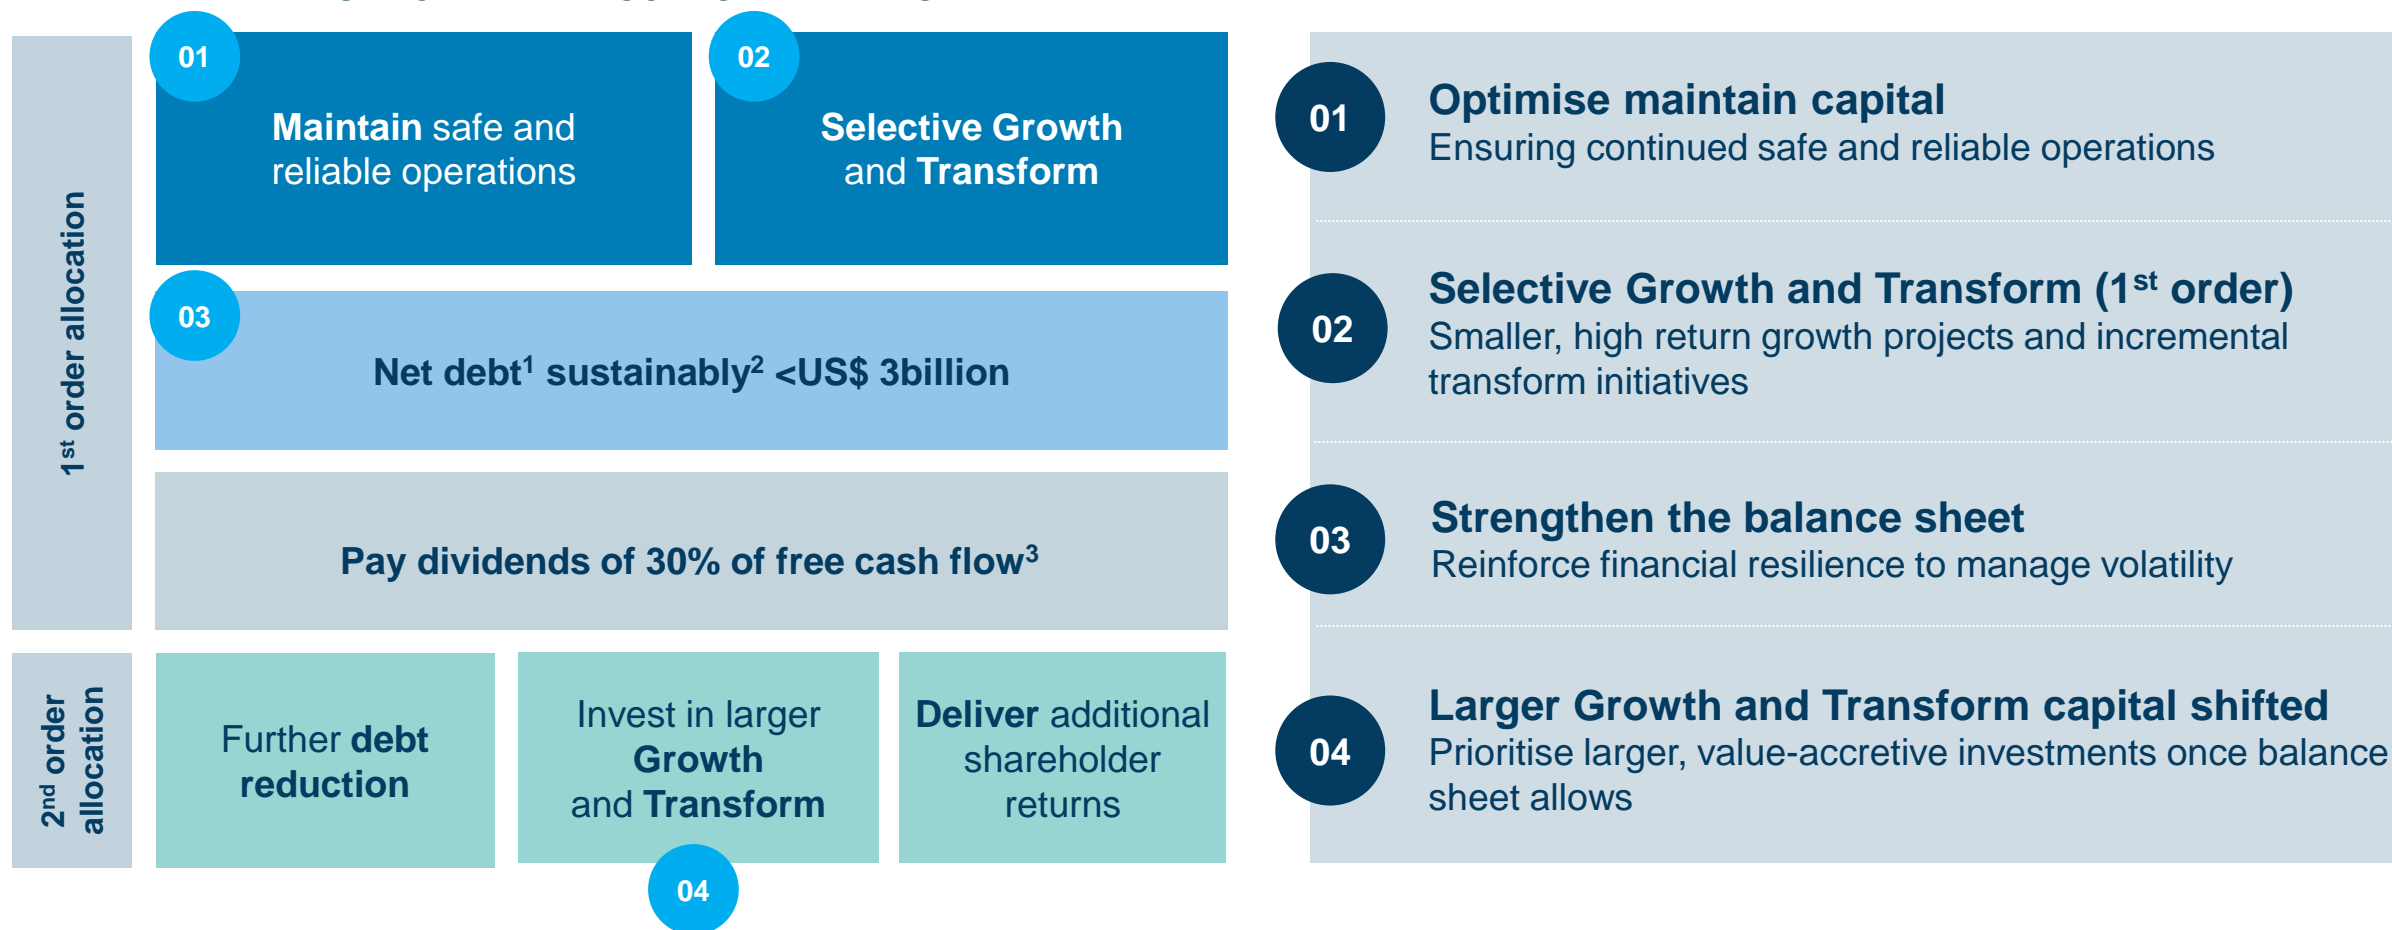 1st order allocation
01
Maintain safe and
reliable operations
02
Selective Growth
and Transform
03
Net debt1 sustainably2 <US$ 3billion
Pay dividends of 30% of free cash flow3
2nd order
allocation
Further debt
reduction
Invest in larger
Growth
and Transform
04
Deliver additional
shareholder
returns
01
Optimise maintain capital
Ensuring continued safe and reliable operations
02
Selective Growth and Transform (1st order)
Smaller, high return growth projects and incremental
transform initiatives
03
Strengthen the balance sheet
Reinforce financial resilience to manage volatility
04
Larger Growth and Transform capital shifted
Prioritise larger, value-accretive investments once balance
sheet allows